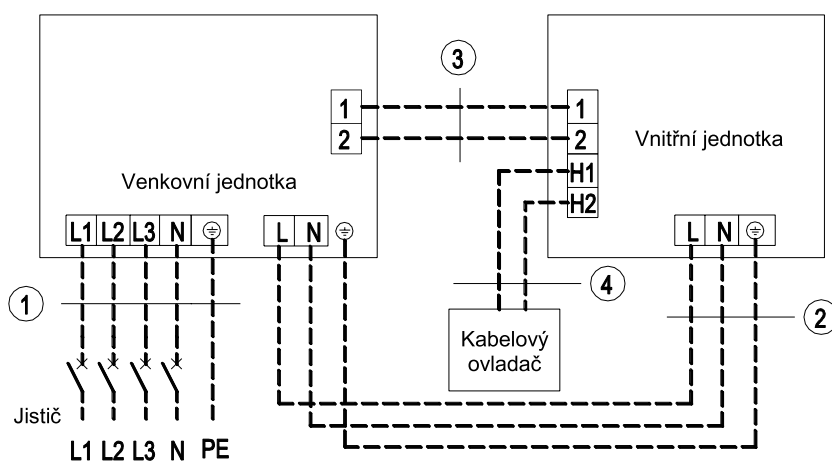 3
1
2
1
2
H1
H2
Vnitřní jednotka
Venkovní jednotka
L1 L2 L3 N
L N
L N
1
4
2
Kabelový
ovladač
Jistič
L1 L2 L3 N PE